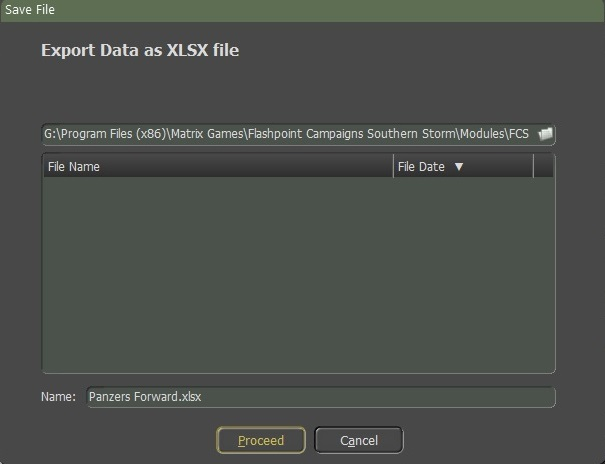 Save File
Export Data as XLSX file
G:\Program Files (x86)\Matrix Games\Flashpoint Campaigns Southern Storm\Modules\FCS
File Name File Date ▼
Name: Panzers Forward.xlsx
Proceed Cancel